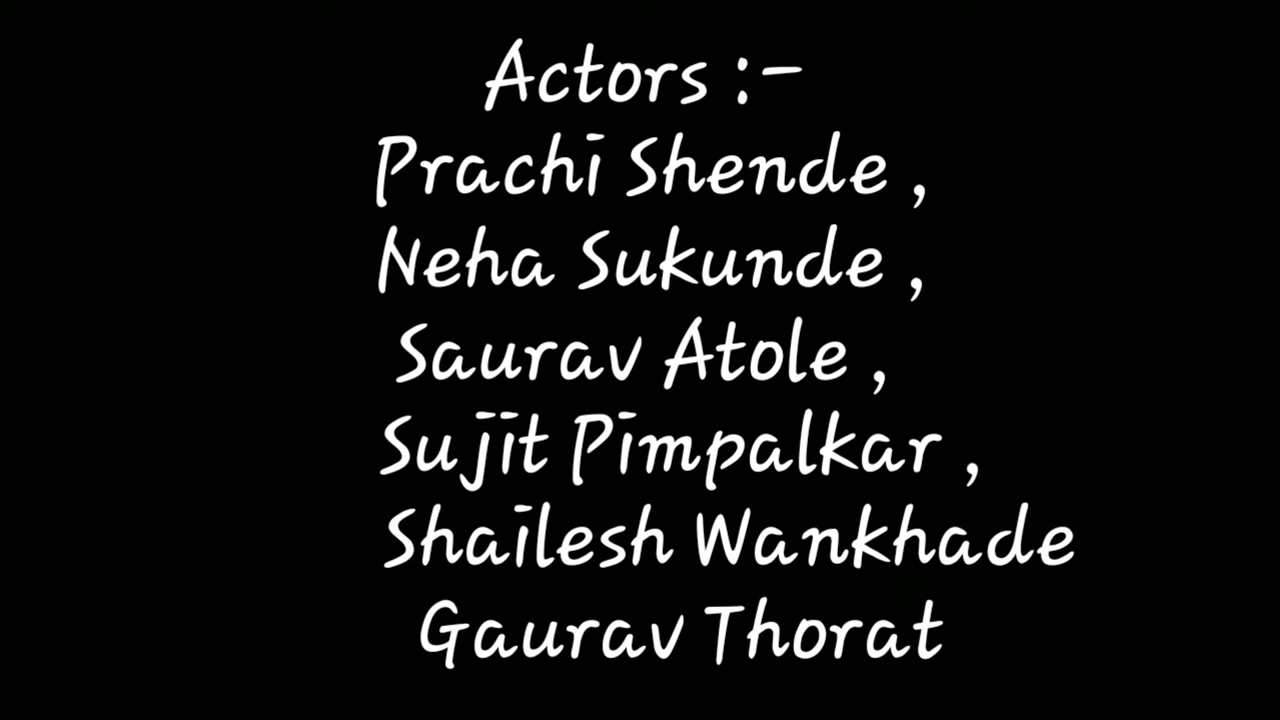 Actors :-
Prachi Shende ,
Neha Sukunde ,
Saurav Atole ,
Sujit Pimpalkar ,
Shailesh Wankhade
Gaurav Thorat